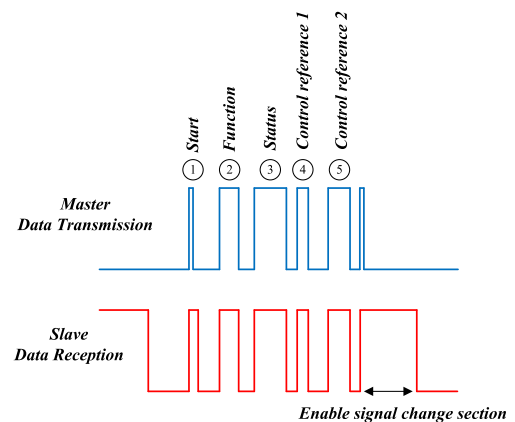 Start
Function
Status
Control reference 1
Control reference 2
1
2
3
4
5
Master
Data Transmission
Slave
Data Reception
Enable signal change section